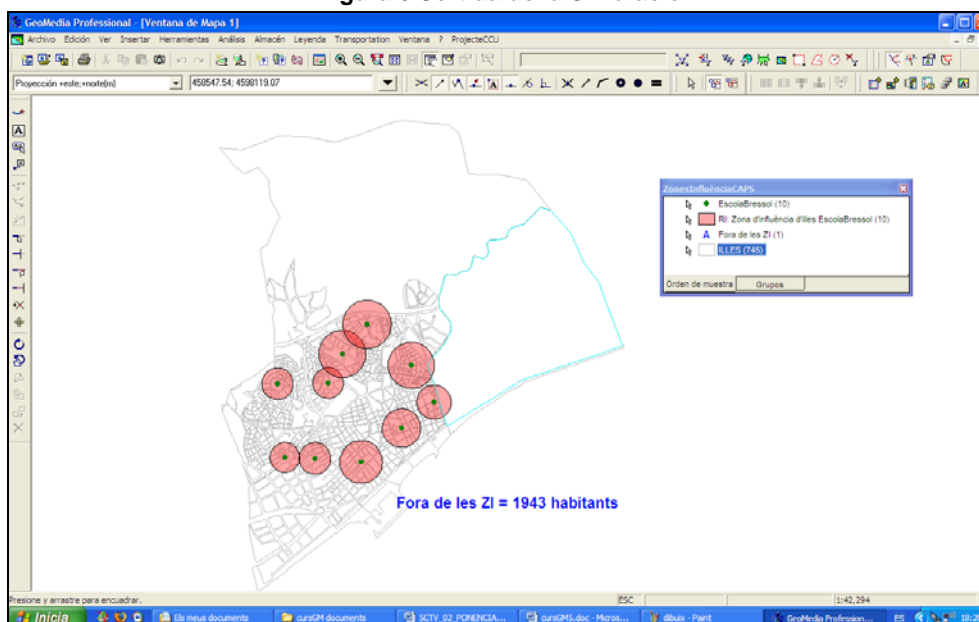 GeoMedia Professional - [Ventana de Mapa 1]
Archivo Edición Ver Insertar Herramientas Análisis Almacén Leyenda Transportation Ventana ? ProjecteCCU
Proyección +este;+norte(m)
459547.54; 4590119.07
ZonesInfluènciaCAPS
EscolaBressol (10)
RI: Zona d'influència d'illes EscolaBressol (10)
A Fora de les ZI (1)
ILLES (745)
Orden de muestra Grupos
Fora de les ZI = 1943 habitants
Presione y arrastre para encuadrar. ESC 1:42,294
Inicia Els meus documents cursGM documents SCTV_02_PONENCIA... cursGMS.doc - Micros... dibuix - Paint GeoMedia Profession... ES